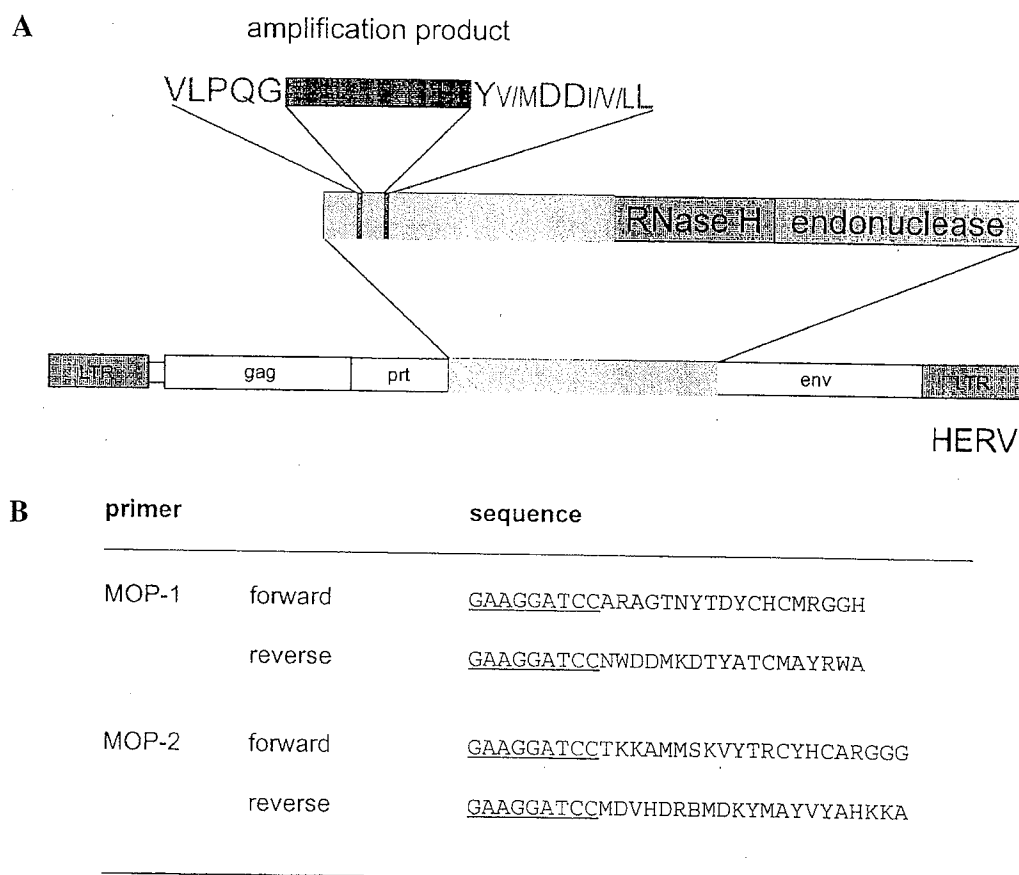 A
amplification product
VLPQG YV/MDDI/V/LL
RNase H endonuclease
LTR gag prt env LTR
HERV
B primer sequence
MOP-1 forward GAAGGATCCARAGTNYTDYCHCMRGGH
reverse GAAGGATCCNWDDMKDTYATCMAYRWA
MOP-2 forward GAAGGATCCTKKAMMSKVYTRCYHCARGGG
reverse GAAGGATCCMDVHDRBMDKYMAYVYAHKKA